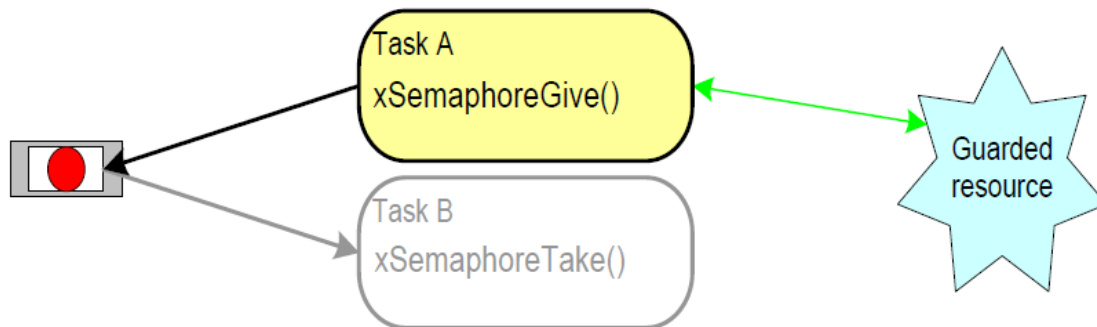 Task A
xSemaphoreGive()
Guarded
resource
Task B
xSemaphoreTake()